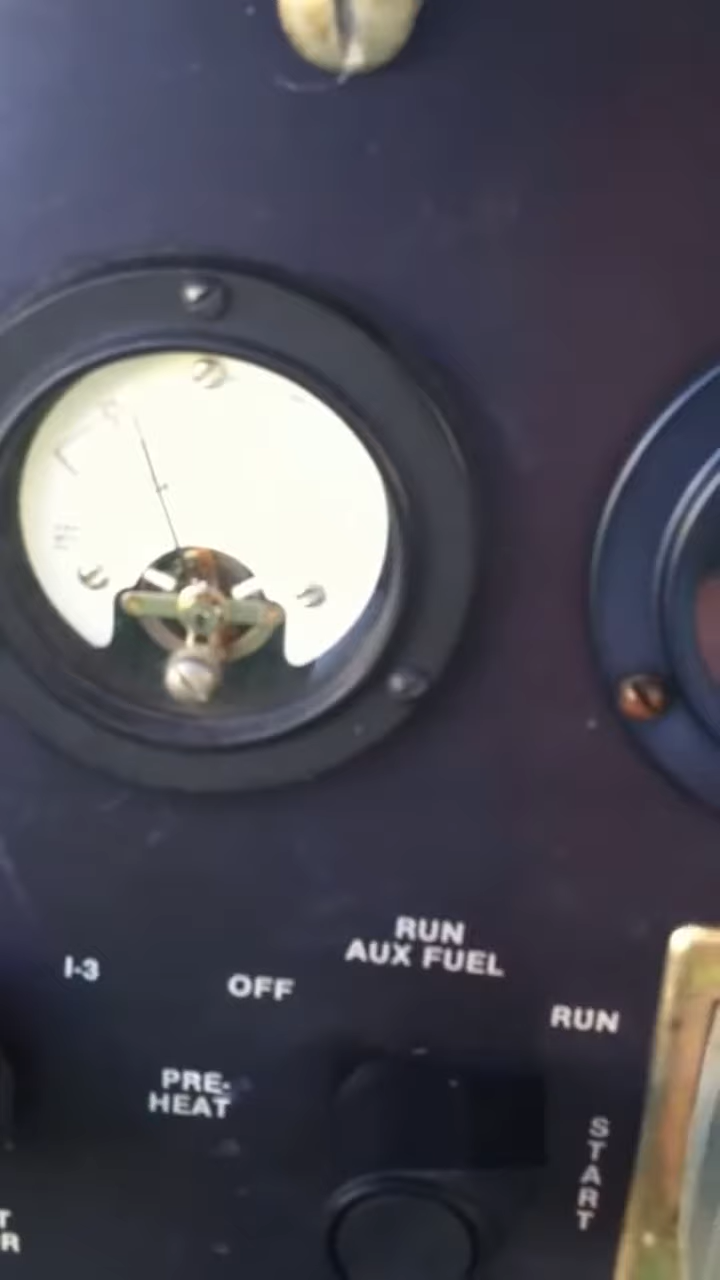 RUN
AUX FUEL
I-3
OFF
RUN
PRE-
HEAT
START
T
R